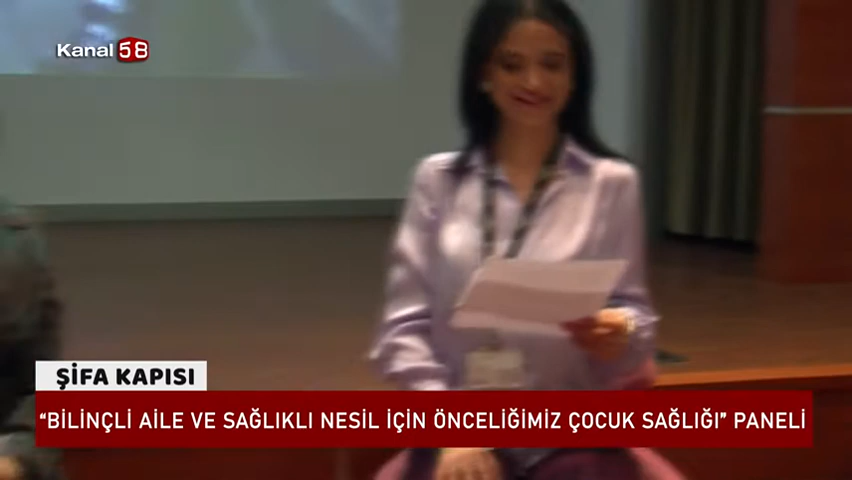 Kanal 58
ŞİFA KAPISI
“BİLİNÇLİ AİLE VE SAĞLIKLI NESİL İÇİN ÖNCELİĞİMİZ ÇOCUK SAĞLIĞI” PANELİ